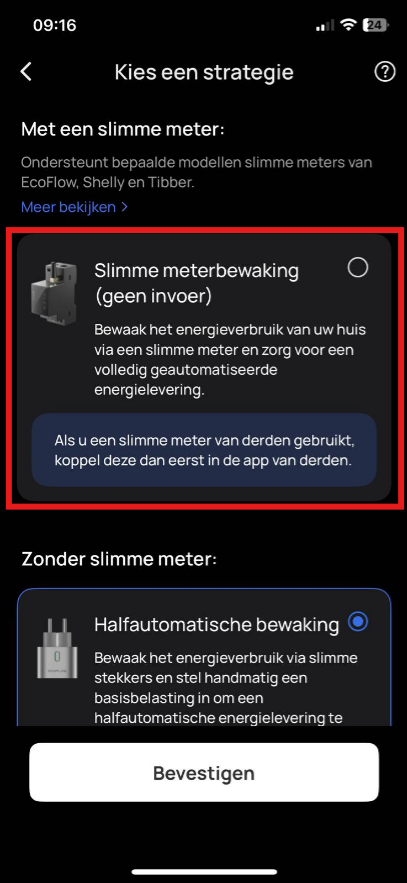 09:16
24
Kies een strategie
?
Met een slimme meter:
Ondersteunt bepaalde modellen slimme meters van
EcoFlow, Shelly en Tibber.
Meer bekijken >
Slimme meterbewaking
(geen invoer)
Bewaak het energieverbruik van uw huis
via een slimme meter en zorg voor een
volledig geautomatiseerde
energielevering.
Als u een slimme meter van derden gebruikt,
koppel deze dan eerst in de app van derden.
Zonder slimme meter:
Halfautomatische bewaking
Bewaak het energieverbruik via slimme
stekkers en stel handmatig een
basisbelasting in om een
halfautomatische energielevering te
Bevestigen